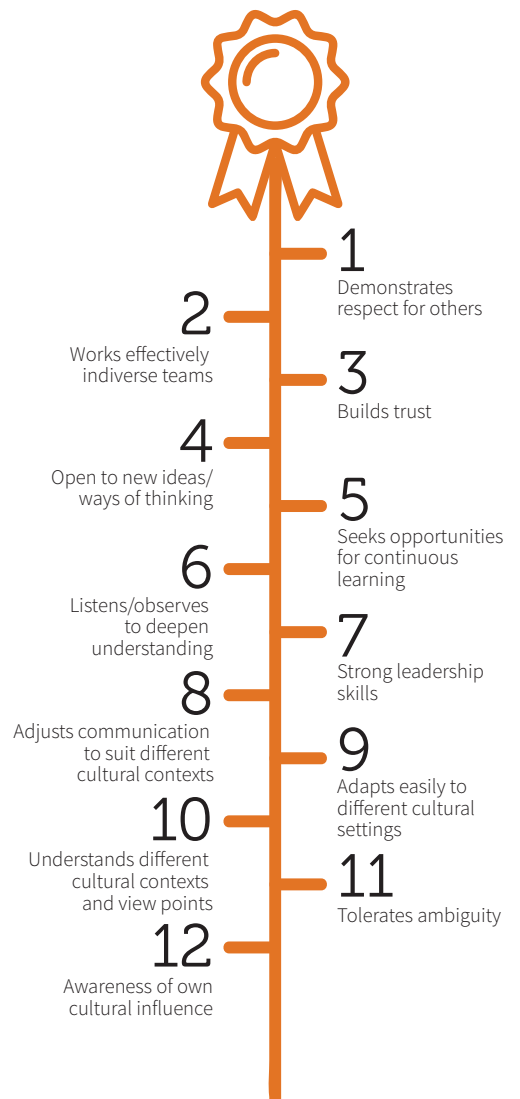 1
Demonstrates
respect for others
2
Works effectively
indiverse teams
3
Builds trust
4
Open to new ideas/
ways of thinking
5
Seeks opportunities
for continuous
learning
6
Listens/observes
to deepen
understanding
7
Strong leadership
skills
8
Adjusts communication
to suit different
cultural contexts
9
Adapts easily to
different cultural
settings
10
Understands different
cultural contexts
and view points
11
Tolerates ambiguity
12
Awareness of own
cultural influence